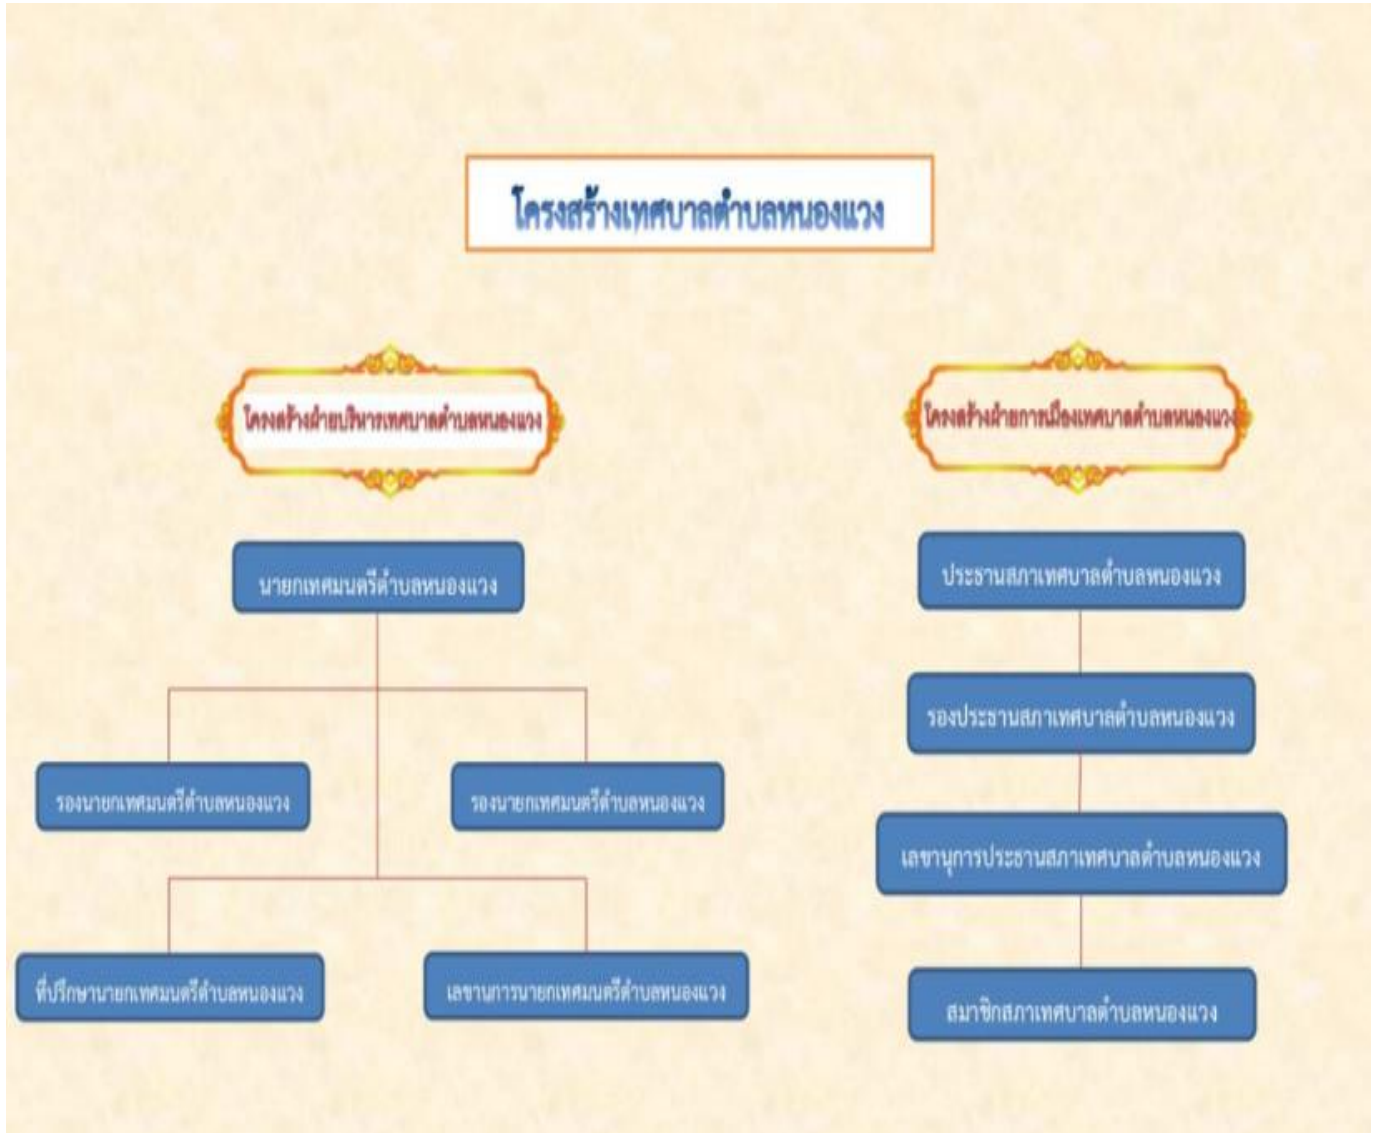 โครงสร้างเทศบาลตำบลหนองแวง
โครงสร้างฝ่ายบริหารเทศบาลตำบลหนองแวง
โครงสร้างฝ่ายการเมืองเทศบาลตำบลหนองแวง
นายกเทศมนตรีตำบลหนองแวง
รองนายกเทศมนตรีตำบลหนองแวง
รองนายกเทศมนตรีตำบลหนองแวง
ที่ปรึกษานายกเทศมนตรีตำบลหนองแวง
เลขานุการนายกเทศมนตรีตำบลหนองแวง
ประธานสภาเทศบาลตำบลหนองแวง
รองประธานสภาเทศบาลตำบลหนองแวง
เลขานุการประธานสภาเทศบาลตำบลหนองแวง
สมาชิกสภาเทศบาลตำบลหนองแวง